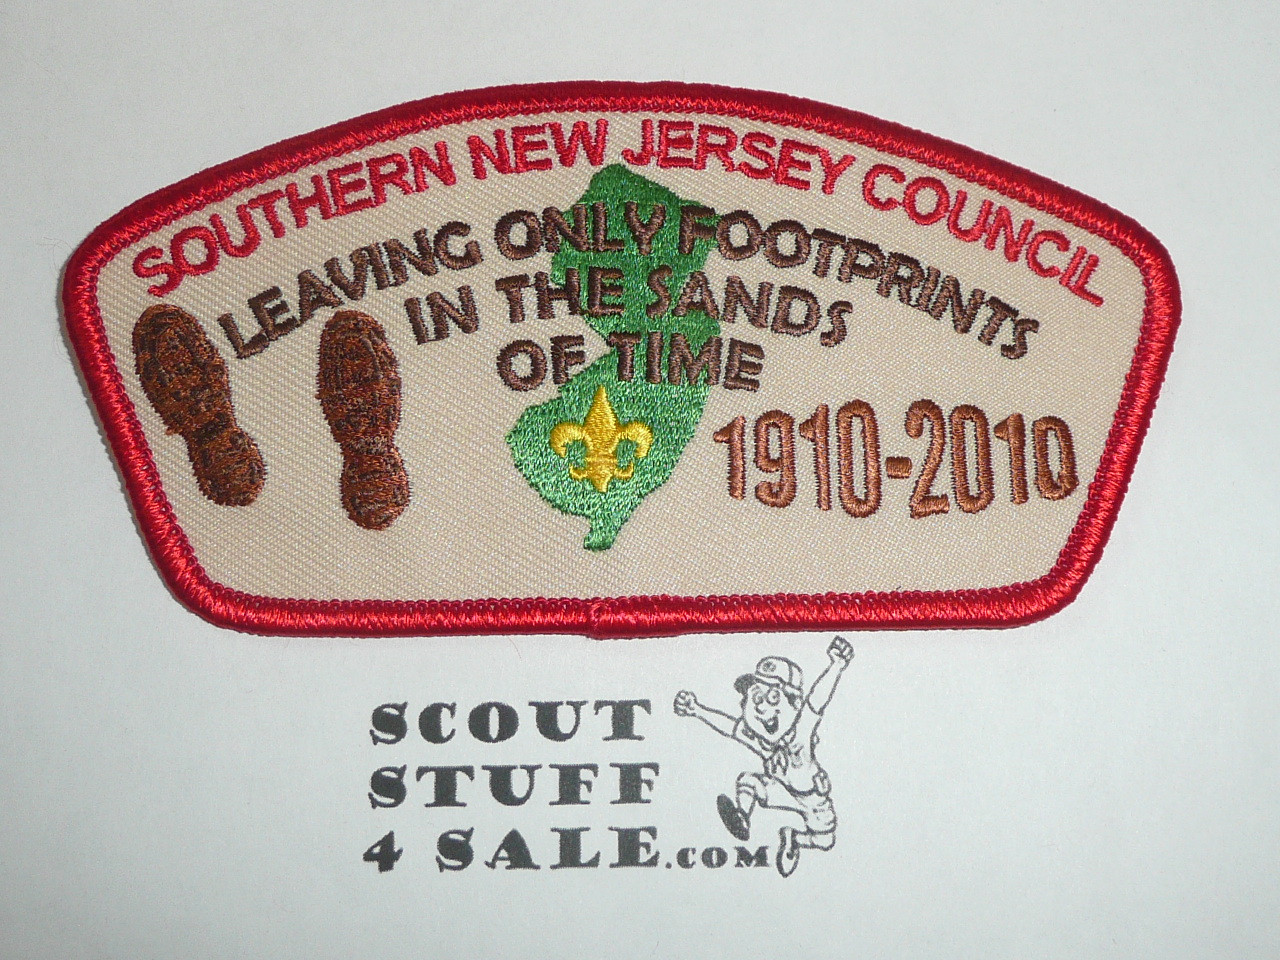 SOUTHERN NEW JERSEY COUNCIL
LEAVING ONLY FOOTPRINTS
IN THE SANDS
OF TIME
1910-2010
SCOUT
STUFF
4 SALE.COM